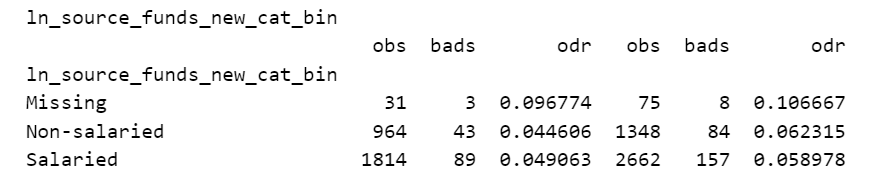 ln_source_funds_new_cat_bin
obs bads odr obs bads odr
ln_source_funds_new_cat_bin
Missing 31 3 0.096774 75 8 0.106667
Non-salaried 964 43 0.044606 1348 84 0.062315
Salaried 1814 89 0.049063 2662 157 0.058978